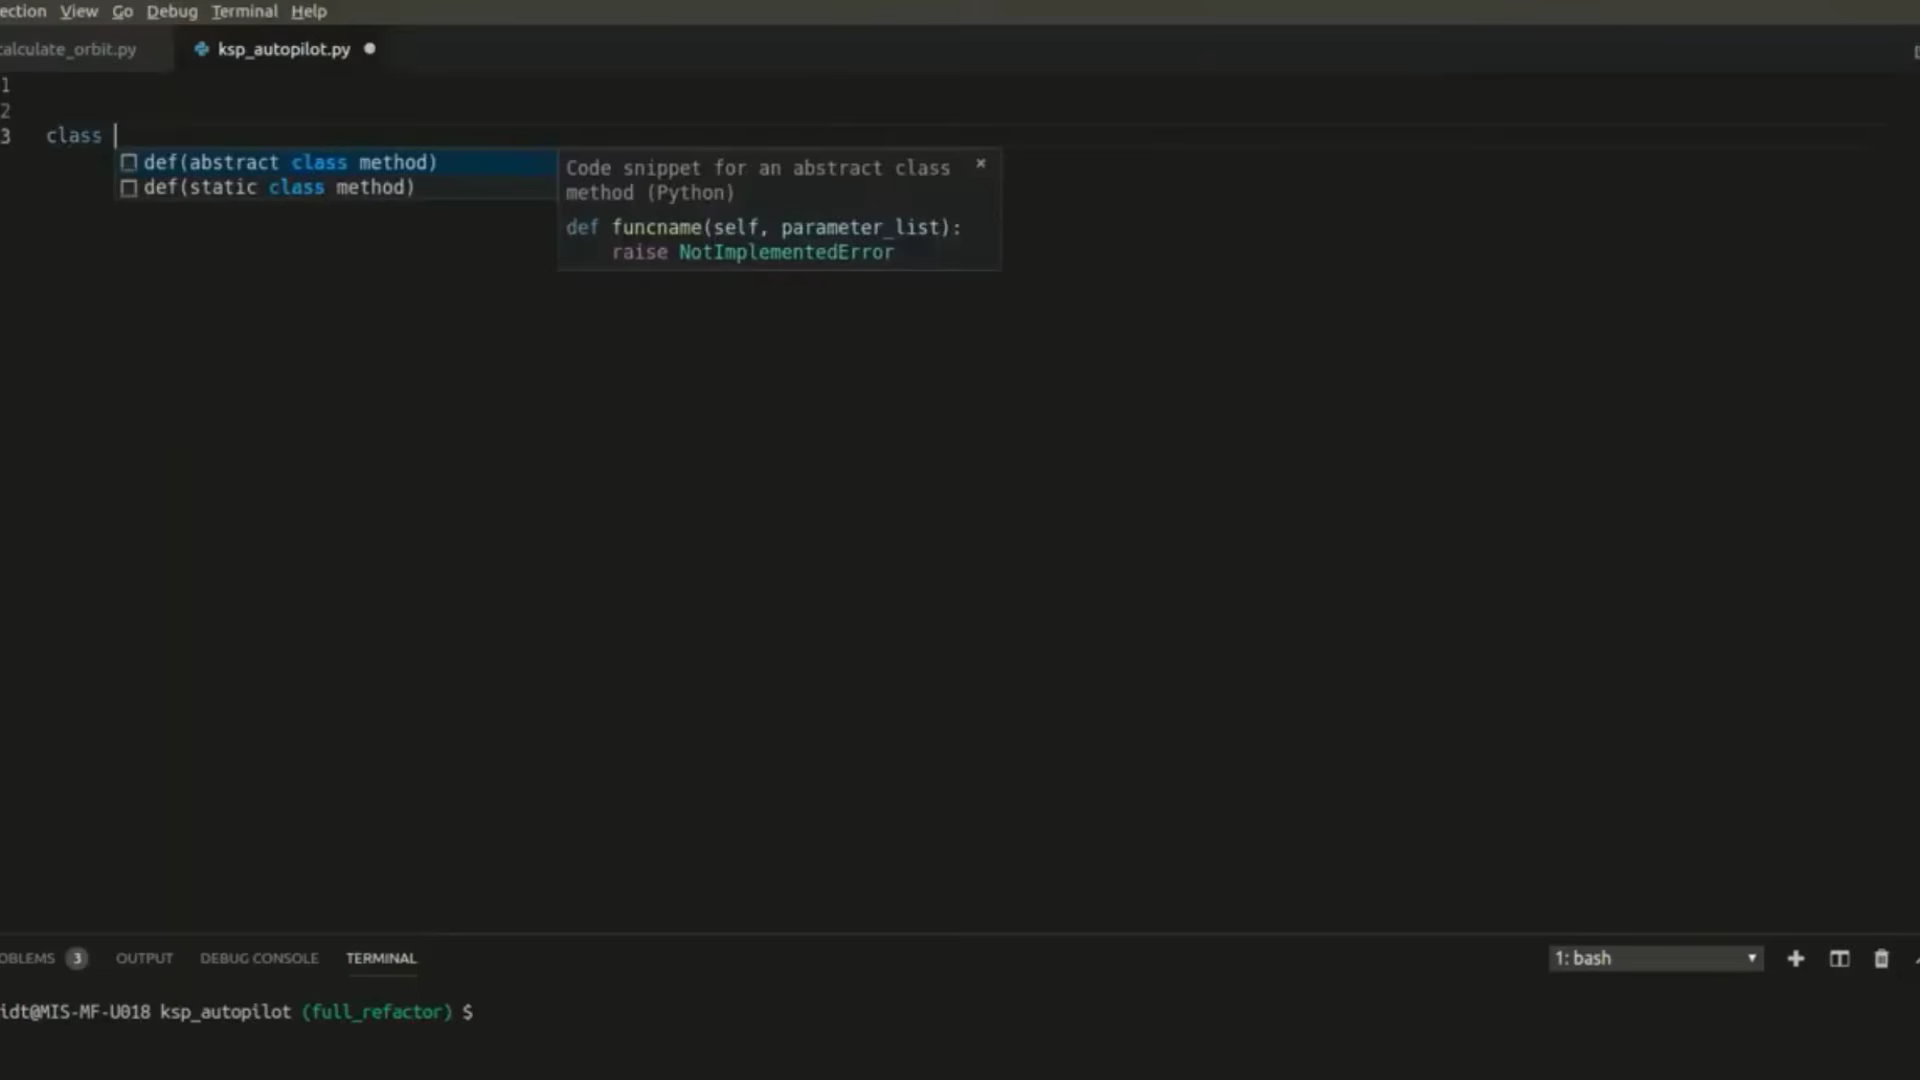 ection View Go Debug Terminal Help
calculate_orbit.py ksp_autopilot.py
1
2
3 class
def(abstract class method)
def(static class method)
Code snippet for an abstract class ×
method (Python)
def funcname(self, parameter_list):
raise NotImplementedError
OBLEMS 3 OUTPUT DEBUG CONSOLE TERMINAL 1: bash
idt@MIS-MF-U018 ksp_autopilot (full_refactor) $